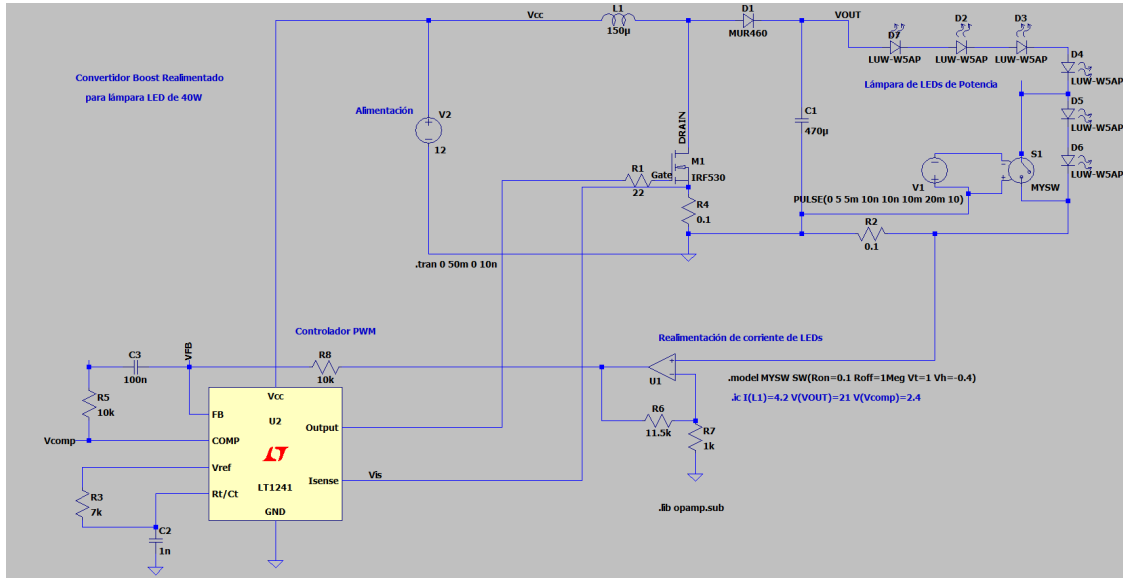 Vcc
L1
150µ
D1
MUR460
VOUT
D7
LUW-W5AP
D2
LUW-W5AP
D3
LUW-W5AP
D4
LUW-W5AP
Convertidor Boost Realimentado
para lámpara LED de 40W
Lámpara de LEDs de Potencia
Alimentación
V2
12
C1
470µ
D5
LUW-W5AP
DRAIN
M1
IRF530
R1
22
Gate
D6
LUW-W5AP
S1
MYSW
V1
PULSE(0 5 5m 10n 10n 10m 20m 10)
R4
0.1
R2
0.1
.tran 0 50m 0 10n
Controlador PWM
Realimentación de corriente de LEDs
C3
100n
VFB
R8
10k
U1
.model MYSW SW(Ron=0.1 Roff=1Meg Vt=1 Vh=-0.4)
.ic I(L1)=4.2 V(VOUT)=21 V(Vcomp)=2.4
R5
10k
Vcc
U2
FB
Output
R6
11.5k
R7
1k
Vcomp
COMP
Vref
LT1241
Isense
Vis
Rt/Ct
GND
R3
7k
C2
1n
.lib opamp.sub